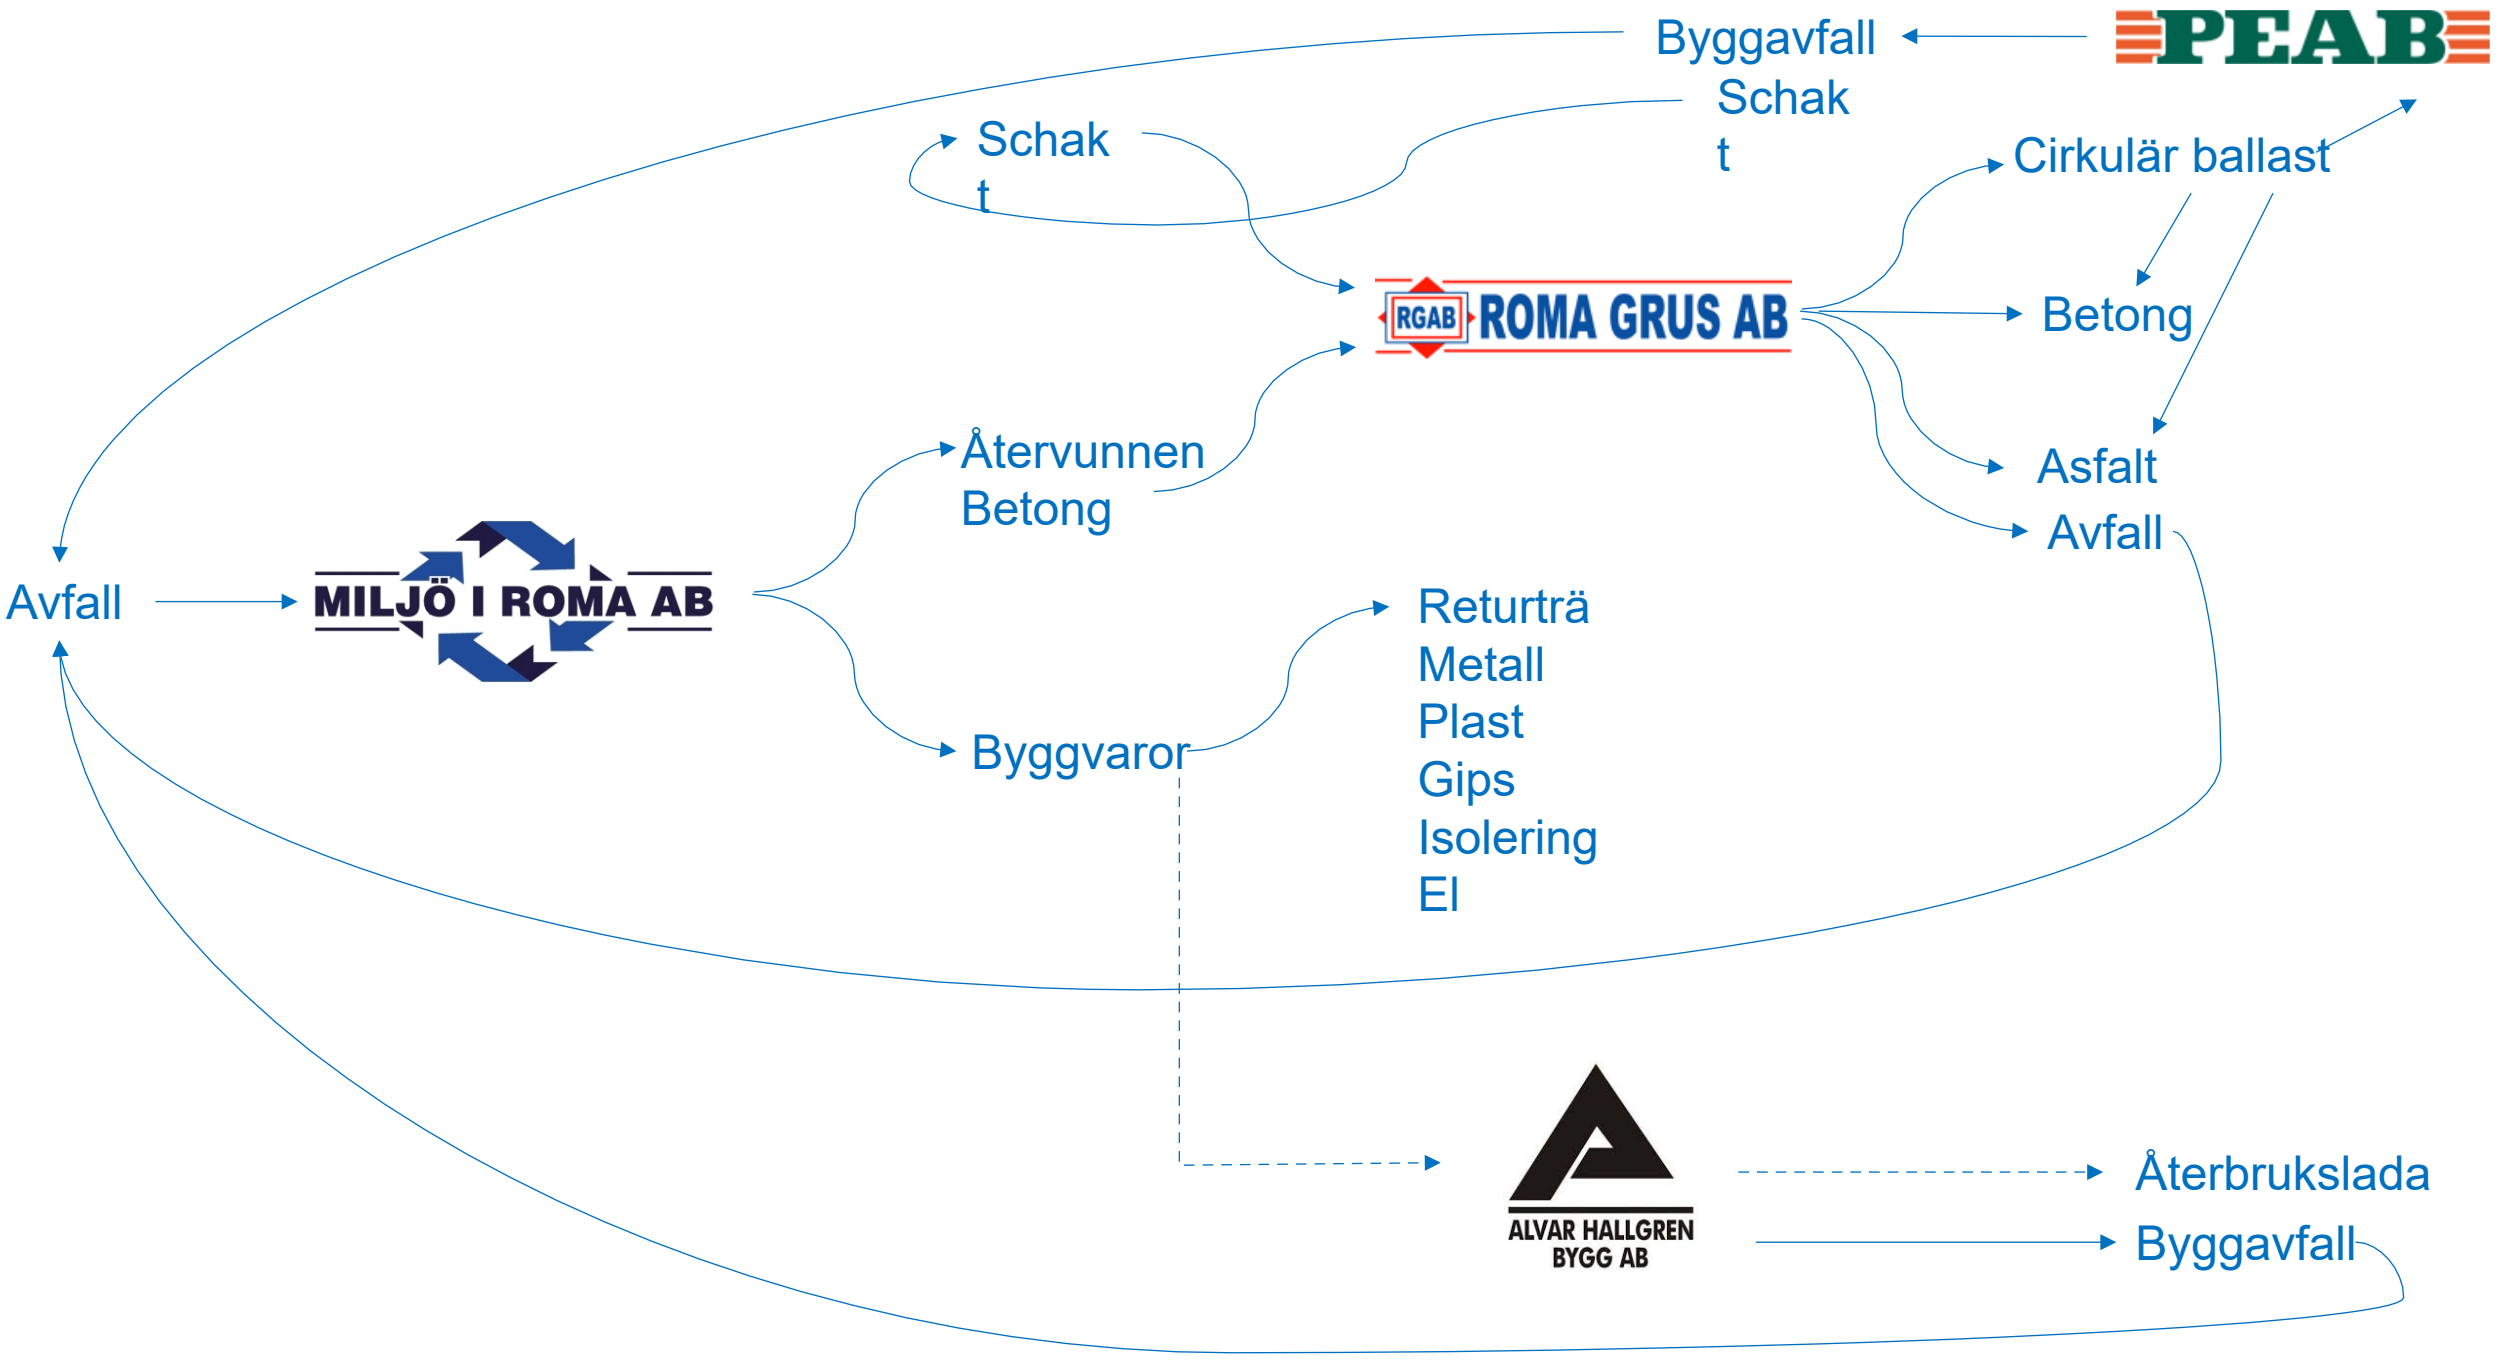 Byggavfall
PEAB
Schak
t
Schak
t
Cirkulär ballast
RGAB ROMA GRUS AB
Betong
Återvunnen
Betong
Asfalt
Avfall
Avfall
MILJÖ I ROMA AB
Returträ
Metall
Plast
Gips
Isolering
El
Byggvaror
ALVAR HALLGREN
BYGG AB
Återbrukslada
Byggavfall